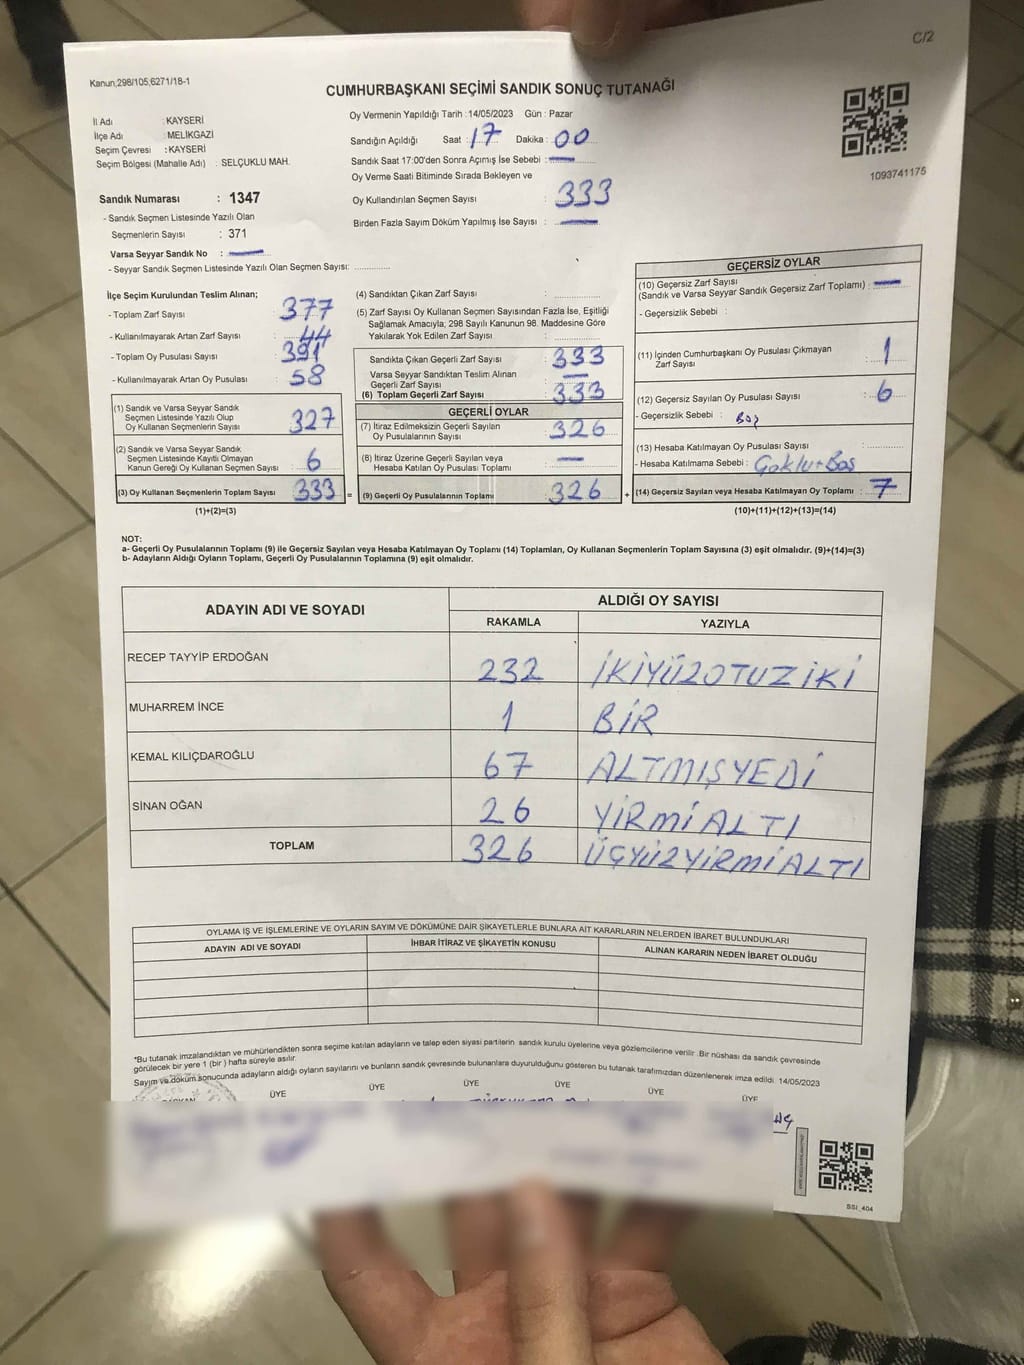 C/2
Kanun;298/105,6271/18-1
CUMHURBAŞKANI SEÇİMİ SANDIK SONUÇ TUTANAĞI
İl Adı : KAYSERİ
İlçe Adı : MELİKGAZİ
Seçim Çevresi : KAYSERİ
Seçim Bölgesi (Mahalle Adı) : SELÇUKLU MAH.
Sandık Numarası : 1347
- Sandık Seçmen Listesinde Yazılı Olan
Seçmenlerin Sayısı : 371
Varsa Seyyar Sandık No :
- Seyyar Sandık Seçmen Listesinde Yazılı Olan Seçmen Sayısı:
Oy Vermenin Yapıldığı Tarih :14/05/2023 Gün : Pazar
Sandığın Açıldığı Saat : 17 Dakika : 00
Sandık Saat 17:00'den Sonra Açımış İse Sebebi : —
Oy Verme Saati Bitiminde Sırada Bekleyen ve
Oy Kullandırılan Seçmen Sayısı : 333
Birden Fazla Sayım Döküm Yapılmış İse Sayısı : —
1093741175
İlçe Seçim Kurulundan Teslim Alınan;
- Toplam Zarf Sayısı : 377
- Kullanılmayarak Artan Zarf Sayısı : 44
- Toplam Oy Pusulası Sayısı : 391
- Kullanılmayarak Artan Oy Pusulası : 58
(1) Sandık ve Varsa Seyyar Sandık
Seçmen Listesinde Yazılı Olup
Oy Kullanan Seçmenlerin Sayısı : 327
(2) Sandık ve Varsa Seyyar Sandık
Seçmen Listesinde Kayıtlı Olmayan
Kanun Gereği Oy Kullanan Seçmen Sayısı : 6
(3) Oy Kullanan Seçmenlerin Toplam Sayısı : 333 =
(1)+(2)=(3)
(4) Sandıktan Çıkan Zarf Sayısı :
(5) Zarf Sayısı Oy Kullanan Seçmen Sayısından Fazla İse, Eşitliği
Sağlamak Amacıyla; 298 Sayılı Kanunun 98. Maddesine Göre
Yakılarak Yok Edilen Zarf Sayısı :
Sandıkta Çıkan Geçerli Zarf Sayısı : 333
Varsa Seyyar Sandıktan Teslim Alınan
Geçerli Zarf Sayısı : —
(6) Toplam Geçerli Zarf Sayısı : 333
GEÇERLİ OYLAR
(7) İtiraz Edilmeksizin Geçerli Sayılan
Oy Pusulalarının Sayısı : 326
(8) İtiraz Üzerine Geçerli Sayılan veya
Hesaba Katılan Oy Pusulası Toplamı : —
(9) Geçerli Oy Pusulalarının Toplamı : 326 +
GEÇERSİZ OYLAR
(10) Geçersiz Zarf Sayısı
(Sandık ve Varsa Seyyar Sandık Geçersiz Zarf Toplamı) : —
- Geçersizlik Sebebi :
(11) İçinden Cumhurbaşkanı Oy Pusulası Çıkmayan
Zarf Sayısı : 1
(12) Geçersiz Sayılan Oy Pusulası Sayısı : 6
- Geçersizlik Sebebi : Boş
(13) Hesaba Katılmayan Oy Pusulası Sayısı :
- Hesaba Katılmama Sebebi : Çoklu+Boş
(14) Geçersiz Sayılan veya Hesaba Katılmayan Oy Toplamı : 7
(10)+(11)+(12)+(13)=(14)
NOT:
a- Geçerli Oy Pusulalarının Toplamı (9) ile Geçersiz Sayılan veya Hesaba Katılmayan Oy Toplamı (14) Toplamları, Oy Kullanan Seçmenlerin Toplam Sayısına (3) eşit olmalıdır. (9)+(14)=(3)
b- Adayların Aldığı Oyların Toplamı, Geçerli Oy Pusulalarının Toplamına (9) eşit olmalıdır.
ADAYIN ADI VE SOYADI
ALDIĞI OY SAYISI
RAKAMLA YAZIYLA
RECEP TAYYİP ERDOĞAN 232 İKİYÜZOTUZİKİ
MUHARREM İNCE 1 BİR
KEMAL KILIÇDAROĞLU 67 ALTMIŞYEDİ
SİNAN OĞAN 26 YİRMİALTI
TOPLAM 326 ÜÇYÜZYİRMİALTI
OYLAMA İŞ VE İŞLEMLERİNE VE OYLARIN SAYIM VE DÖKÜMÜNE DAİR ŞİKAYETLERLE BUNLARA AİT KARARLARIN NELERDEN İBARET BULUNDUKLARI
ADAYIN ADI VE SOYADI İHBAR İTİRAZ VE ŞİKAYETİN KONUSU ALINAN KARARIN NEDEN İBARET OLDUĞU
*Bu tutanak imzalandıktan ve mühürlendikten sonra seçime katılan adayların ve talep eden siyasi partilerin sandık kurulu üyelerine veya gözlemcilerine verilir. Bir nüshası da sandık çevresinde
görülecek bir yere 1 (bir ) hafta süreyle asılır.
Sayım ve döküm sonucunda adayların aldığı oyların sayılarını ve bunların sandık çevresinde bulunanlara duyurulduğunu gösteren bu tutanak tarafımızdan düzenlenerek imza edildi. 14/05/2023
ÜYE ÜYE ÜYE ÜYE ÜYE ÜYE
SSI_404